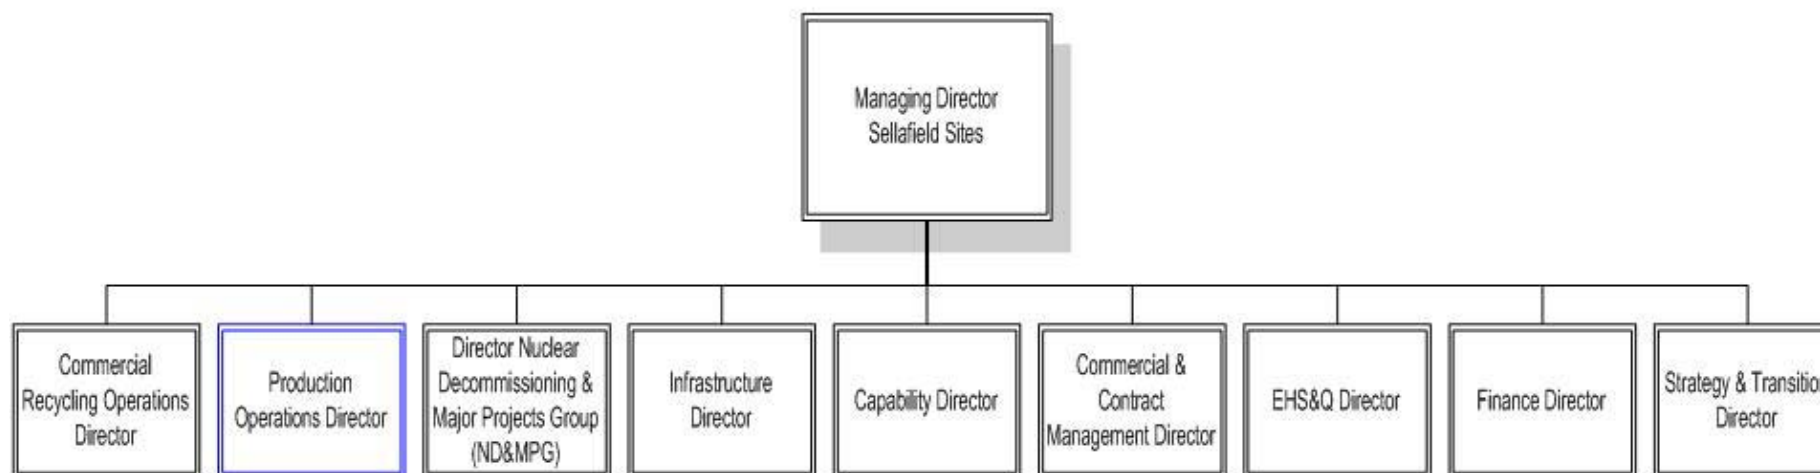 Managing Director
Sellafield Sites
Commercial
Recycling Operations
Director
Production
Operations Director
Director Nuclear
Decommissioning &
Major Projects Group
(ND&MPG)
Infrastructure
Director
Capability Director
Commercial &
Contract
Management Director
EHS&Q Director
Finance Director
Strategy & Transitio
Director